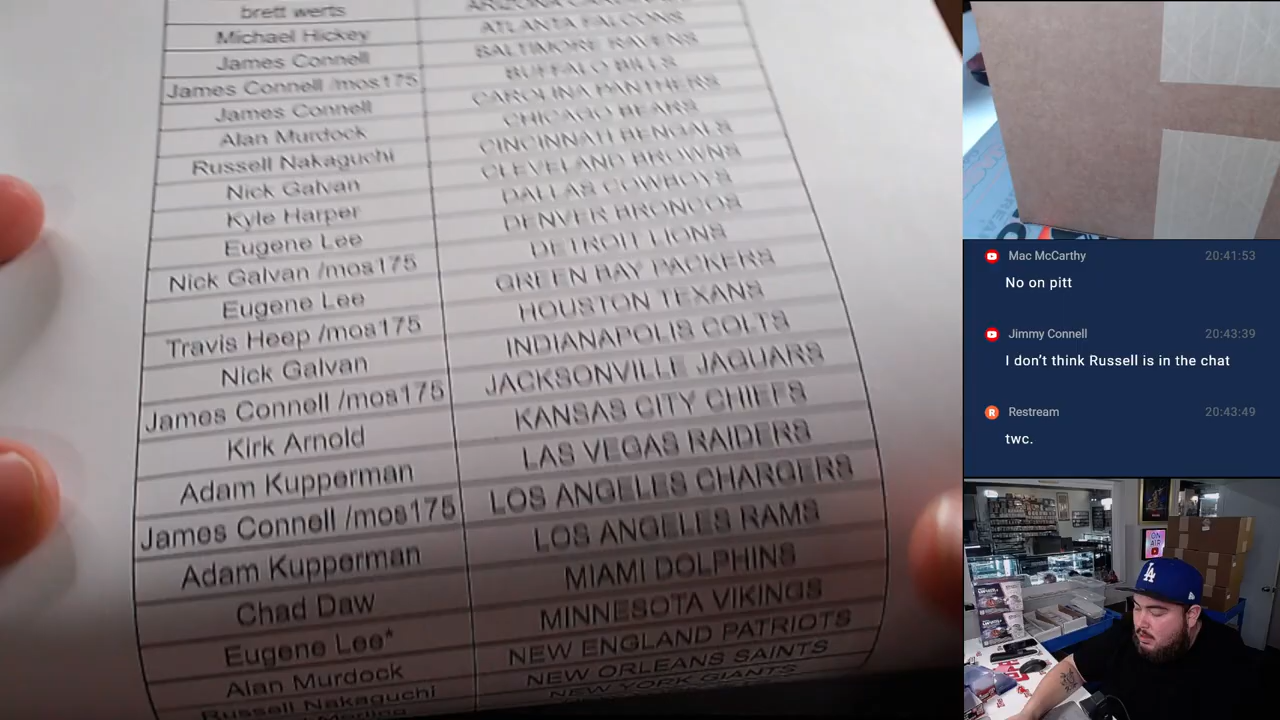 brett werts ARIZONA
Michael Hickey ATLANTA FALCONS
James Connell BALTIMORE RAVENS
James Connell /mos175 BUFFALO BILLS
James Connell CAROLINA PANTHERS
Alan Murdock CHICAGO BEARS
Russell Nakaguchi CINCINNATI BENGALS
Nick Galvan CLEVELAND BROWNS
Kyle Harper DALLAS COWBOYS
Eugene Lee DENVER BRONCOS
Nick Galvan /mos175 DETROIT LIONS
Eugene Lee GREEN BAY PACKERS
Travis Heep /mos175 HOUSTON TEXANS
Nick Galvan INDIANAPOLIS COLTS
James Connell /mos175 JACKSONVILLE JAGUARS
Kirk Arnold KANSAS CITY CHIEFS
Adam Kupperman LAS VEGAS RAIDERS
James Connell /mos175 LOS ANGELES CHARGERS
Adam Kupperman LOS ANGELES RAMS
Chad Daw MIAMI DOLPHINS
Eugene Lee* MINNESOTA VIKINGS
Alan Murdock NEW ENGLAND PATRIOTS
Russell Nakaguchi NEW ORLEANS SAINTS
NEW YORK GIANTS
Mac McCarthy 20:41:53
No on pitt
Jimmy Connell 20:43:39
I don't think Russell is in the chat
R Restream 20:43:49
twc.
ON AIR
LA